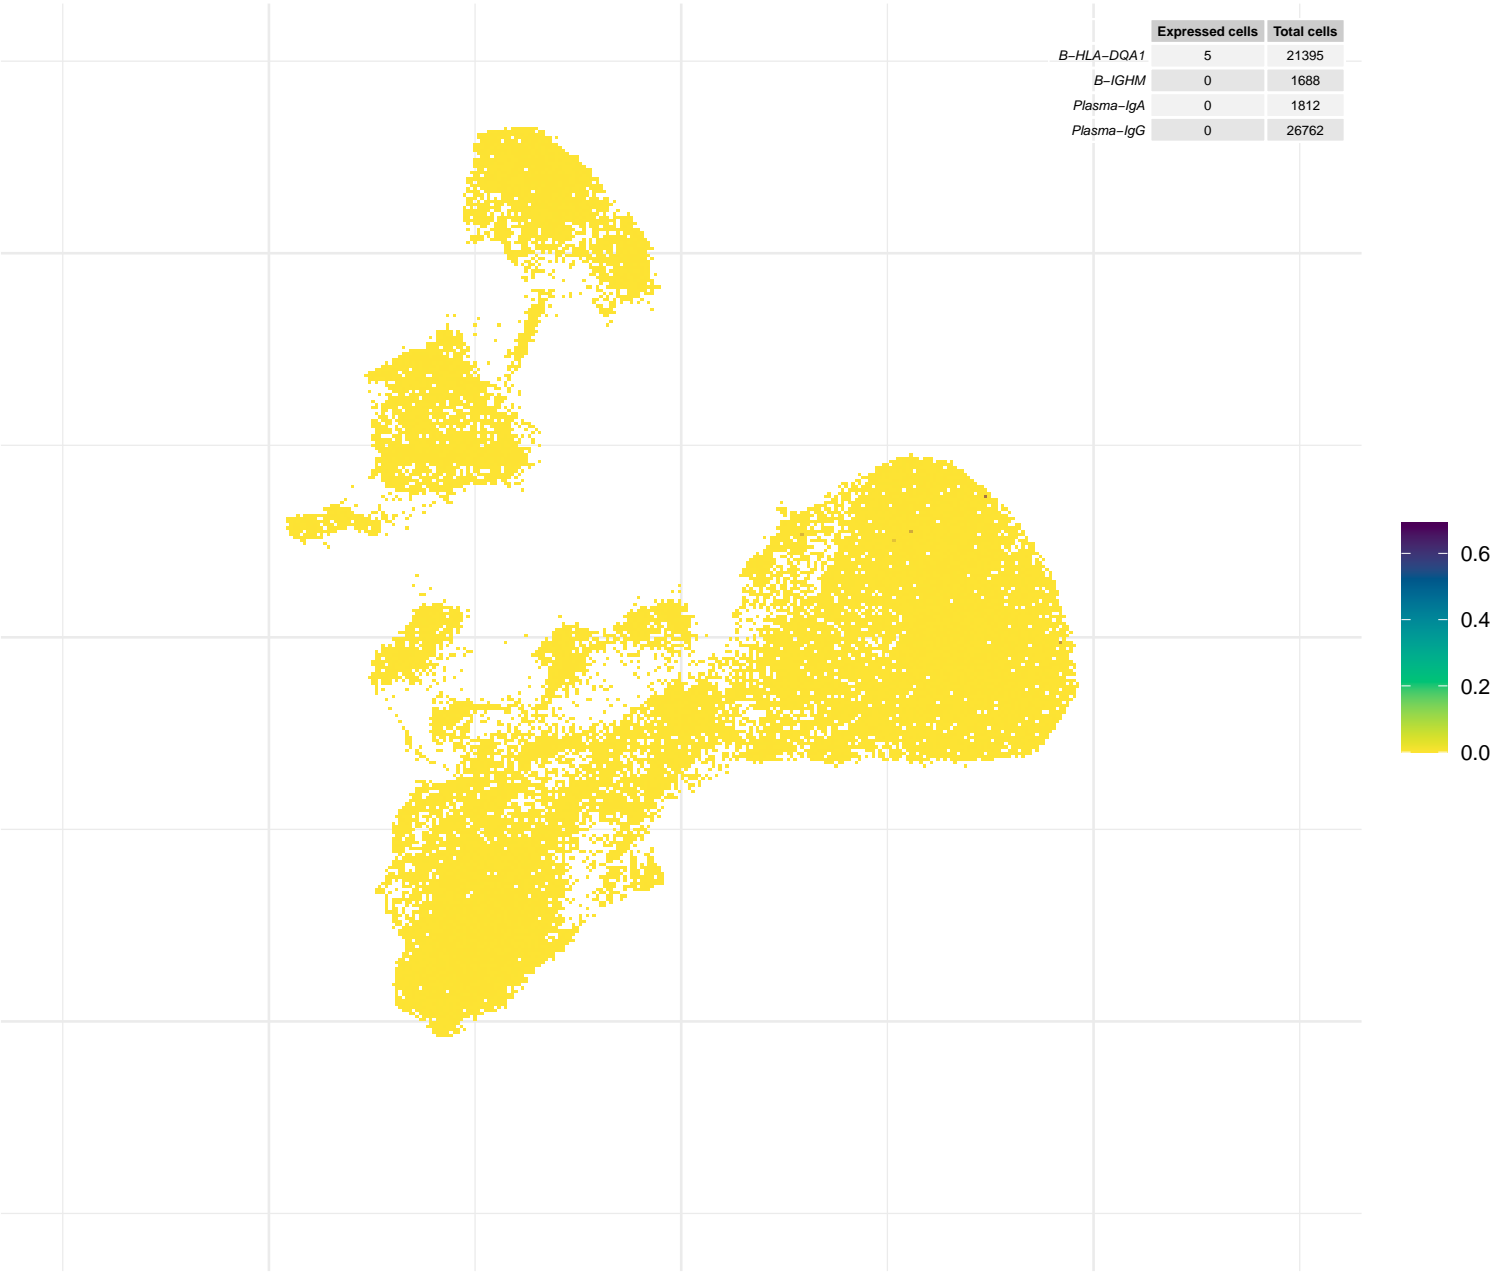 Expressed cells Total cells
B−HLA−DQA1 5 21395
B−IGHM 0 1688
Plasma−IgA 0 1812
Plasma−IgG 0 26762
0.6
0.4
0.2
0.0